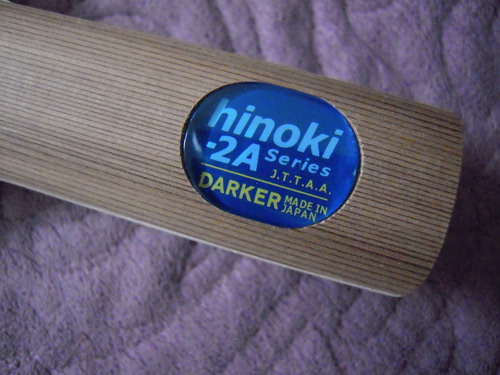 hinoki
-2A Series
J.T.T.A.A.
DARKER MADE IN
JAPAN